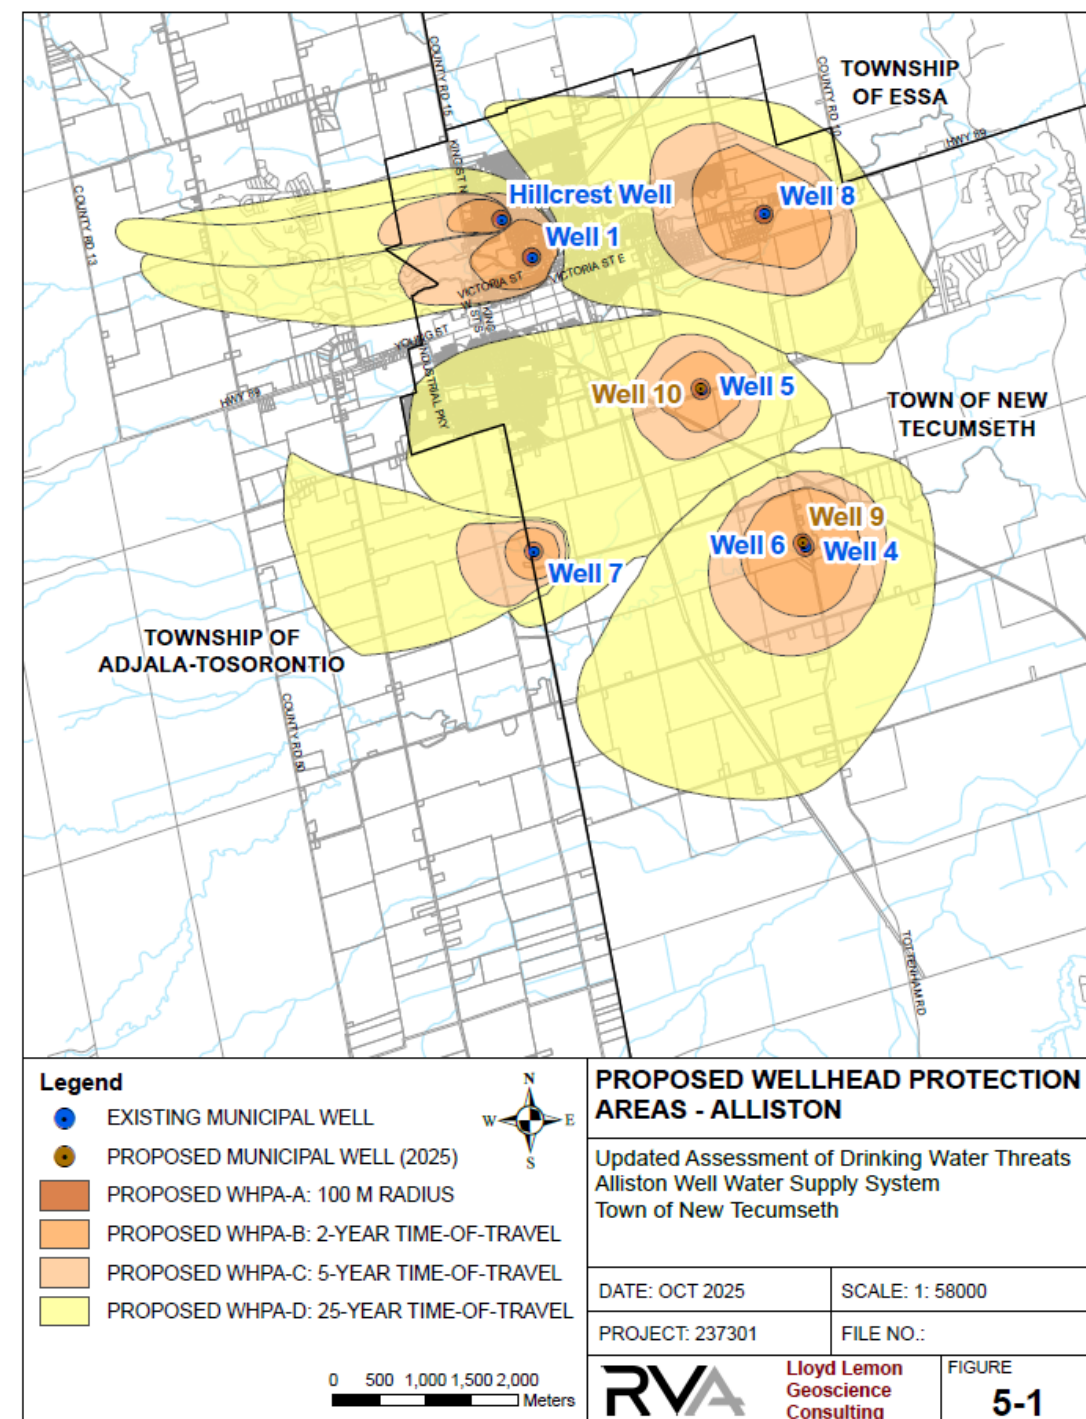 COUNTY RD 15
TOWNSHIP
OF ESSA
COUNTY RD 10
HWY 89
KING ST N
COUNTY RD 13
Hillcrest Well
Well 8
Well 1
VICTORIA ST E
VICTORIA ST
W
KING
ST S
YOUNG ST
INDUSTRIAL PKY
HWY 89
Well 10
Well 5
TOWN OF NEW
TECUMSETH
Well 9
Well 6
Well 4
Well 7
TOWNSHIP OF
ADJALA-TOSORONTIO
COUNTY RD 50
TOTTENHAM RD
Legend
N
W
E
S
EXISTING MUNICIPAL WELL
PROPOSED MUNICIPAL WELL (2025)
PROPOSED WHPA-A: 100 M RADIUS
PROPOSED WHPA-B: 2-YEAR TIME-OF-TRAVEL
PROPOSED WHPA-C: 5-YEAR TIME-OF-TRAVEL
PROPOSED WHPA-D: 25-YEAR TIME-OF-TRAVEL
0 500 1,000 1,500 2,000
Meters
PROPOSED WELLHEAD PROTECTION
AREAS - ALLISTON
Updated Assessment of Drinking Water Threats
Alliston Well Water Supply System
Town of New Tecumseth
DATE: OCT 2025
SCALE: 1: 58000
PROJECT: 237301
FILE NO.:
RVA
Lloyd Lemon
Geoscience
Consulting
FIGURE
5-1